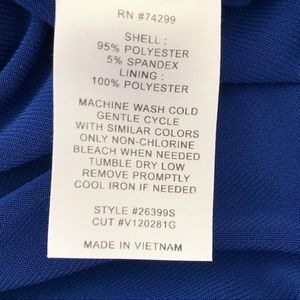 RN #74299
SHELL :
95% POLYESTER
5% SPANDEX
LINING :
100% POLYESTER
MACHINE WASH COLD
GENTLE CYCLE
WITH SIMILAR COLORS
ONLY NON-CHLORINE
BLEACH WHEN NEEDED
TUMBLE DRY LOW
REMOVE PROMPTLY
COOL IRON IF NEEDED
STYLE #26399S
CUT #V120281G
MADE IN VIETNAM